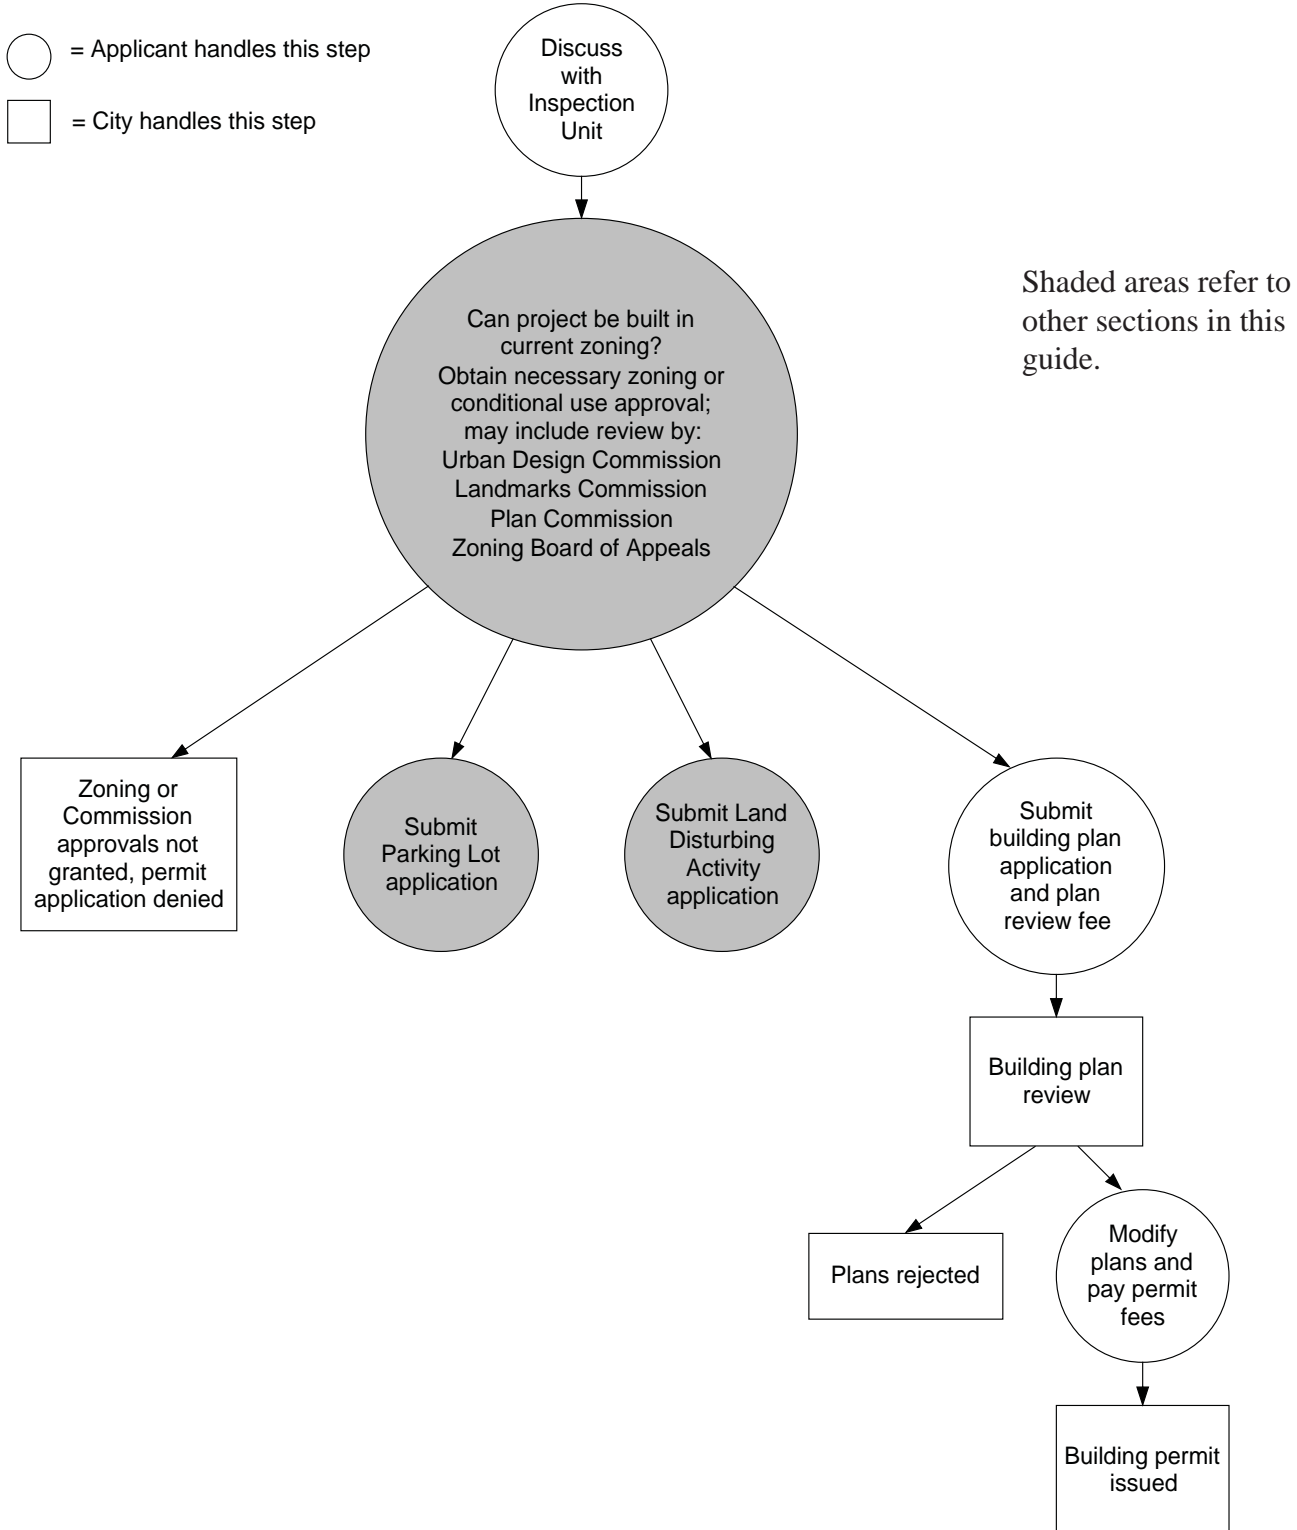 = Applicant handles this step
= City handles this step
Discuss
with
Inspection
Unit
Shaded areas refer to
other sections in this
guide.
Can project be built in
current zoning?
Obtain necessary zoning or
conditional use approval;
may include review by:
Urban Design Commission
Landmarks Commission
Plan Commission
Zoning Board of Appeals
Zoning or
Commission
approvals not
granted, permit
application denied
Submit
Parking Lot
application
Submit Land
Disturbing
Activity
application
Submit
building plan
application
and plan
review fee
Building plan
review
Plans rejected
Modify
plans and
pay permit
fees
Building permit
issued